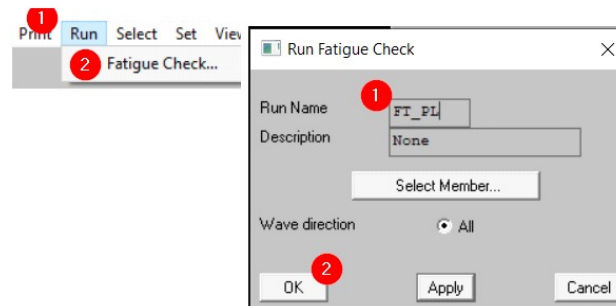 1
Print Run Select Set View
2 Fatigue Check...
Run Fatigue Check
1
Run Name FT_PL
Description None
Select Member...
Wave direction All
2
OK Apply Cancel